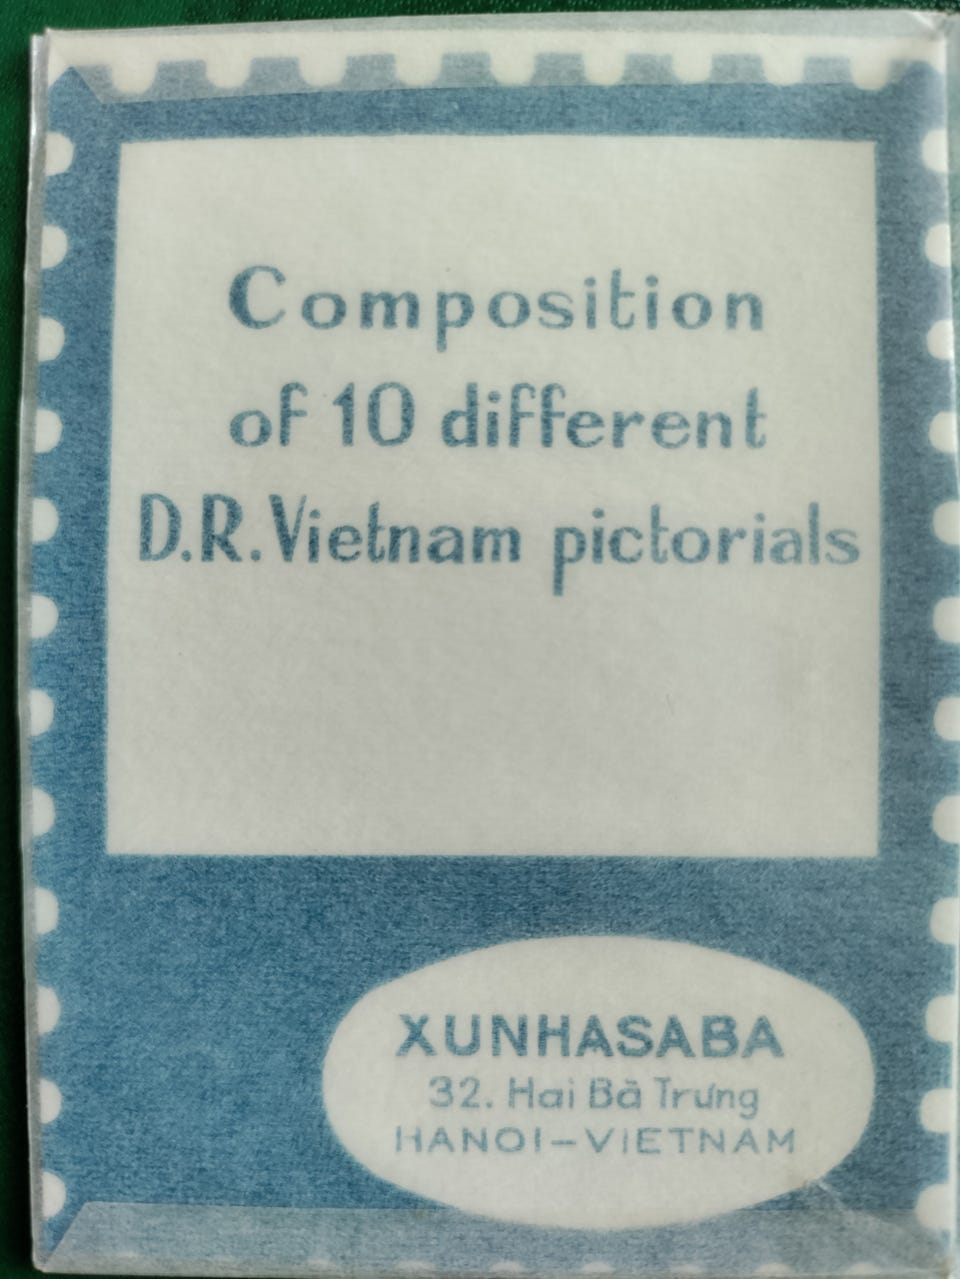 Composition
of 10 different
D.R.Vietnam pictorials
XUNHASABA
32. Hai Bà Trưng
HANOI-VIETNAM